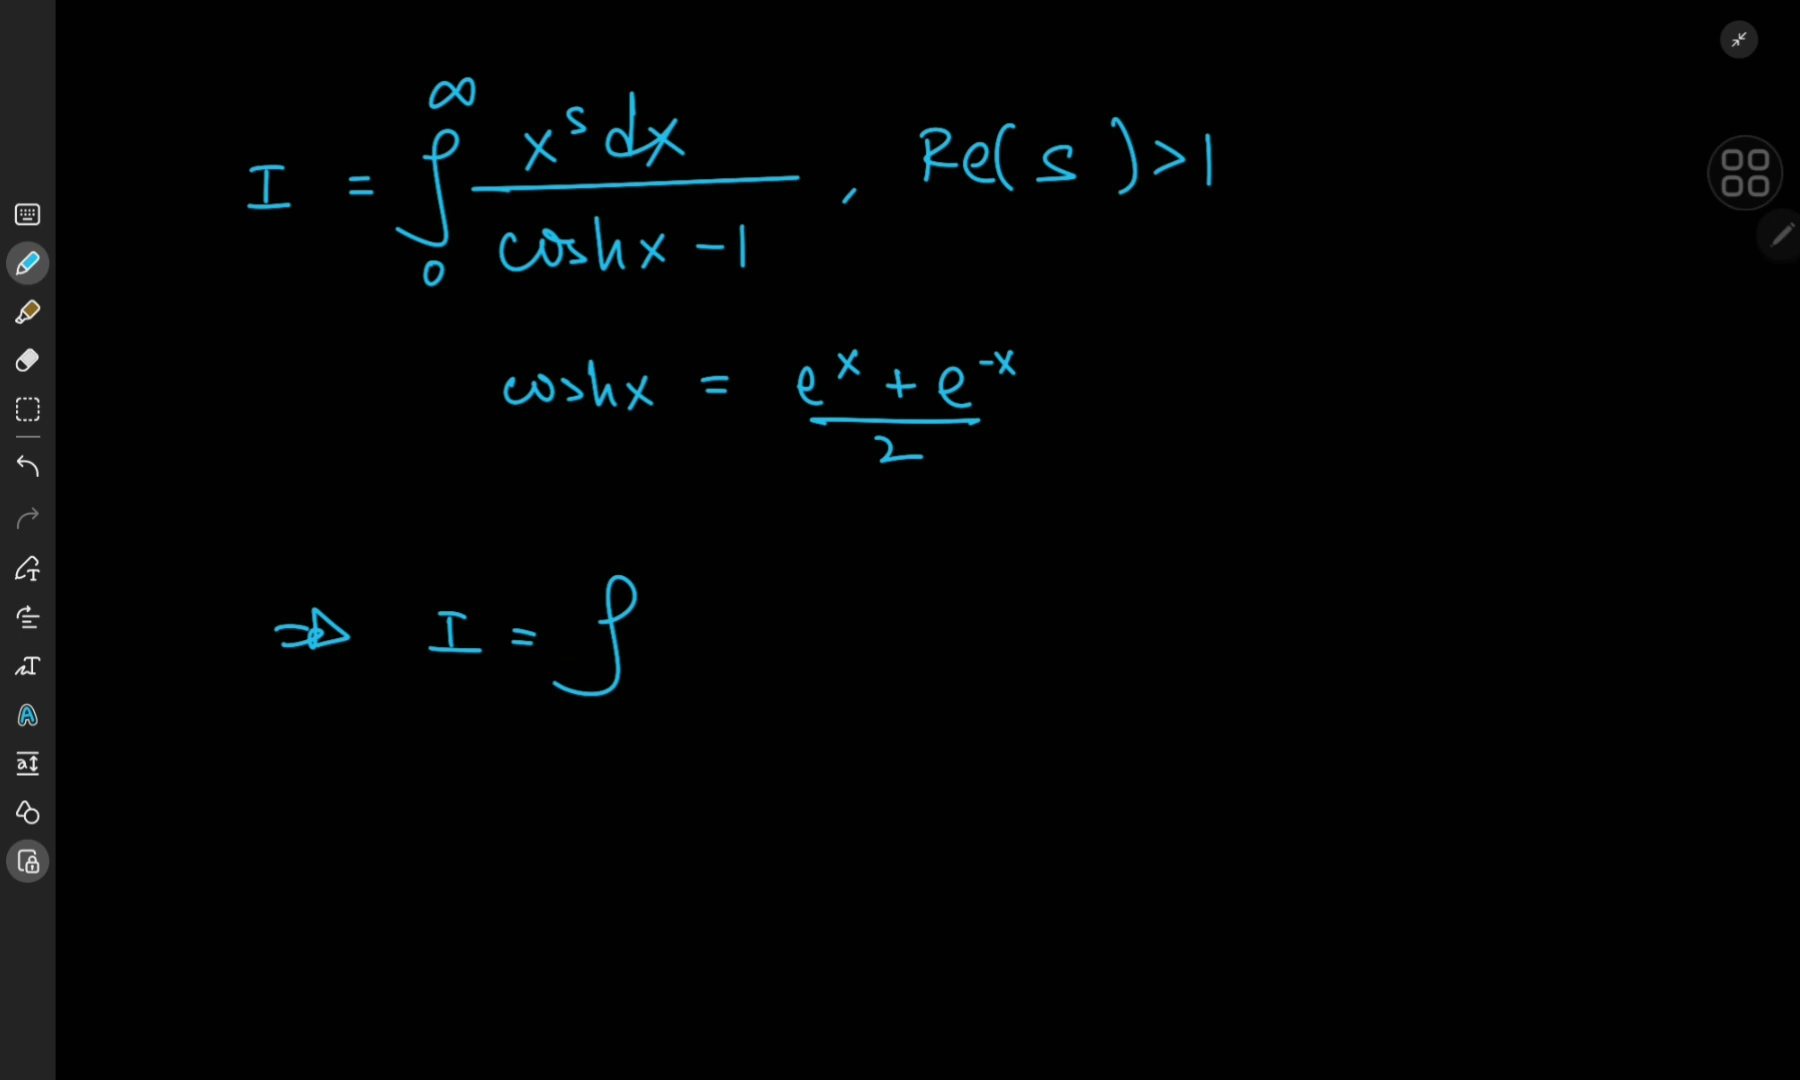 I = ∫₀^∞ x^s dx / (cosh x - 1) , Re(s) > 1
cosh x = (e^x + e^-x) / 2
⇒ I = ∫